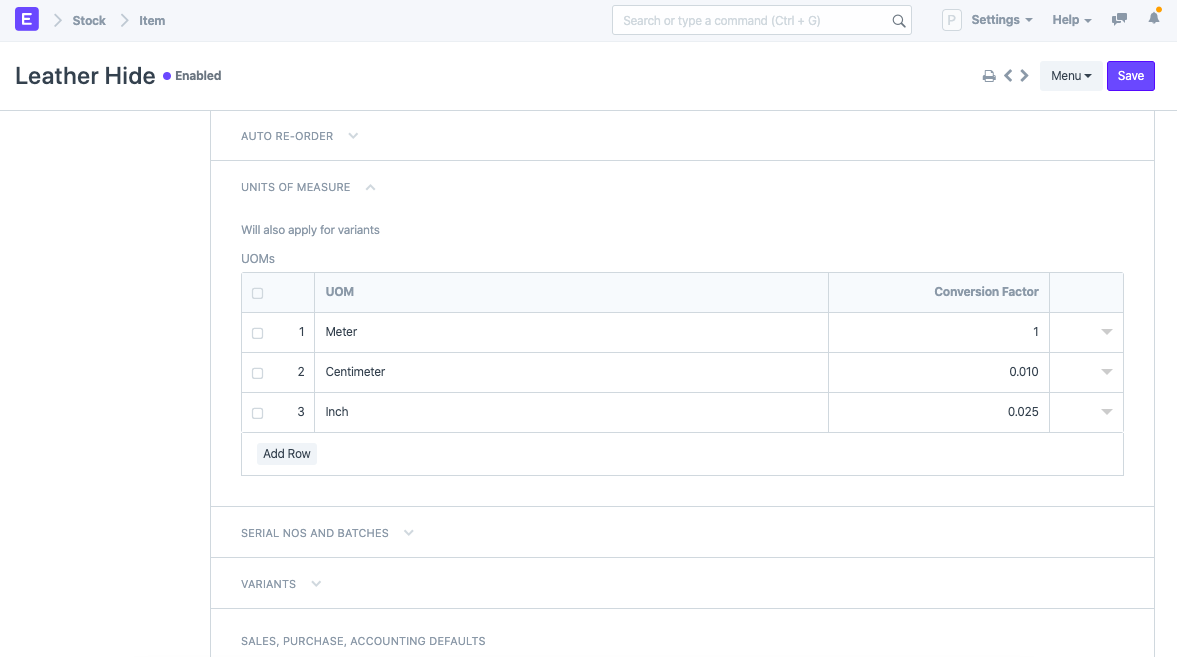 E Stock Item Search or type a command (Ctrl + G) P Settings Help
Leather Hide Enabled Menu Save
AUTO RE-ORDER
UNITS OF MEASURE
Will also apply for variants
UOMs
UOM Conversion Factor
1 Meter 1
2 Centimeter 0.010
3 Inch 0.025
Add Row
SERIAL NOS AND BATCHES
VARIANTS
SALES, PURCHASE, ACCOUNTING DEFAULTS